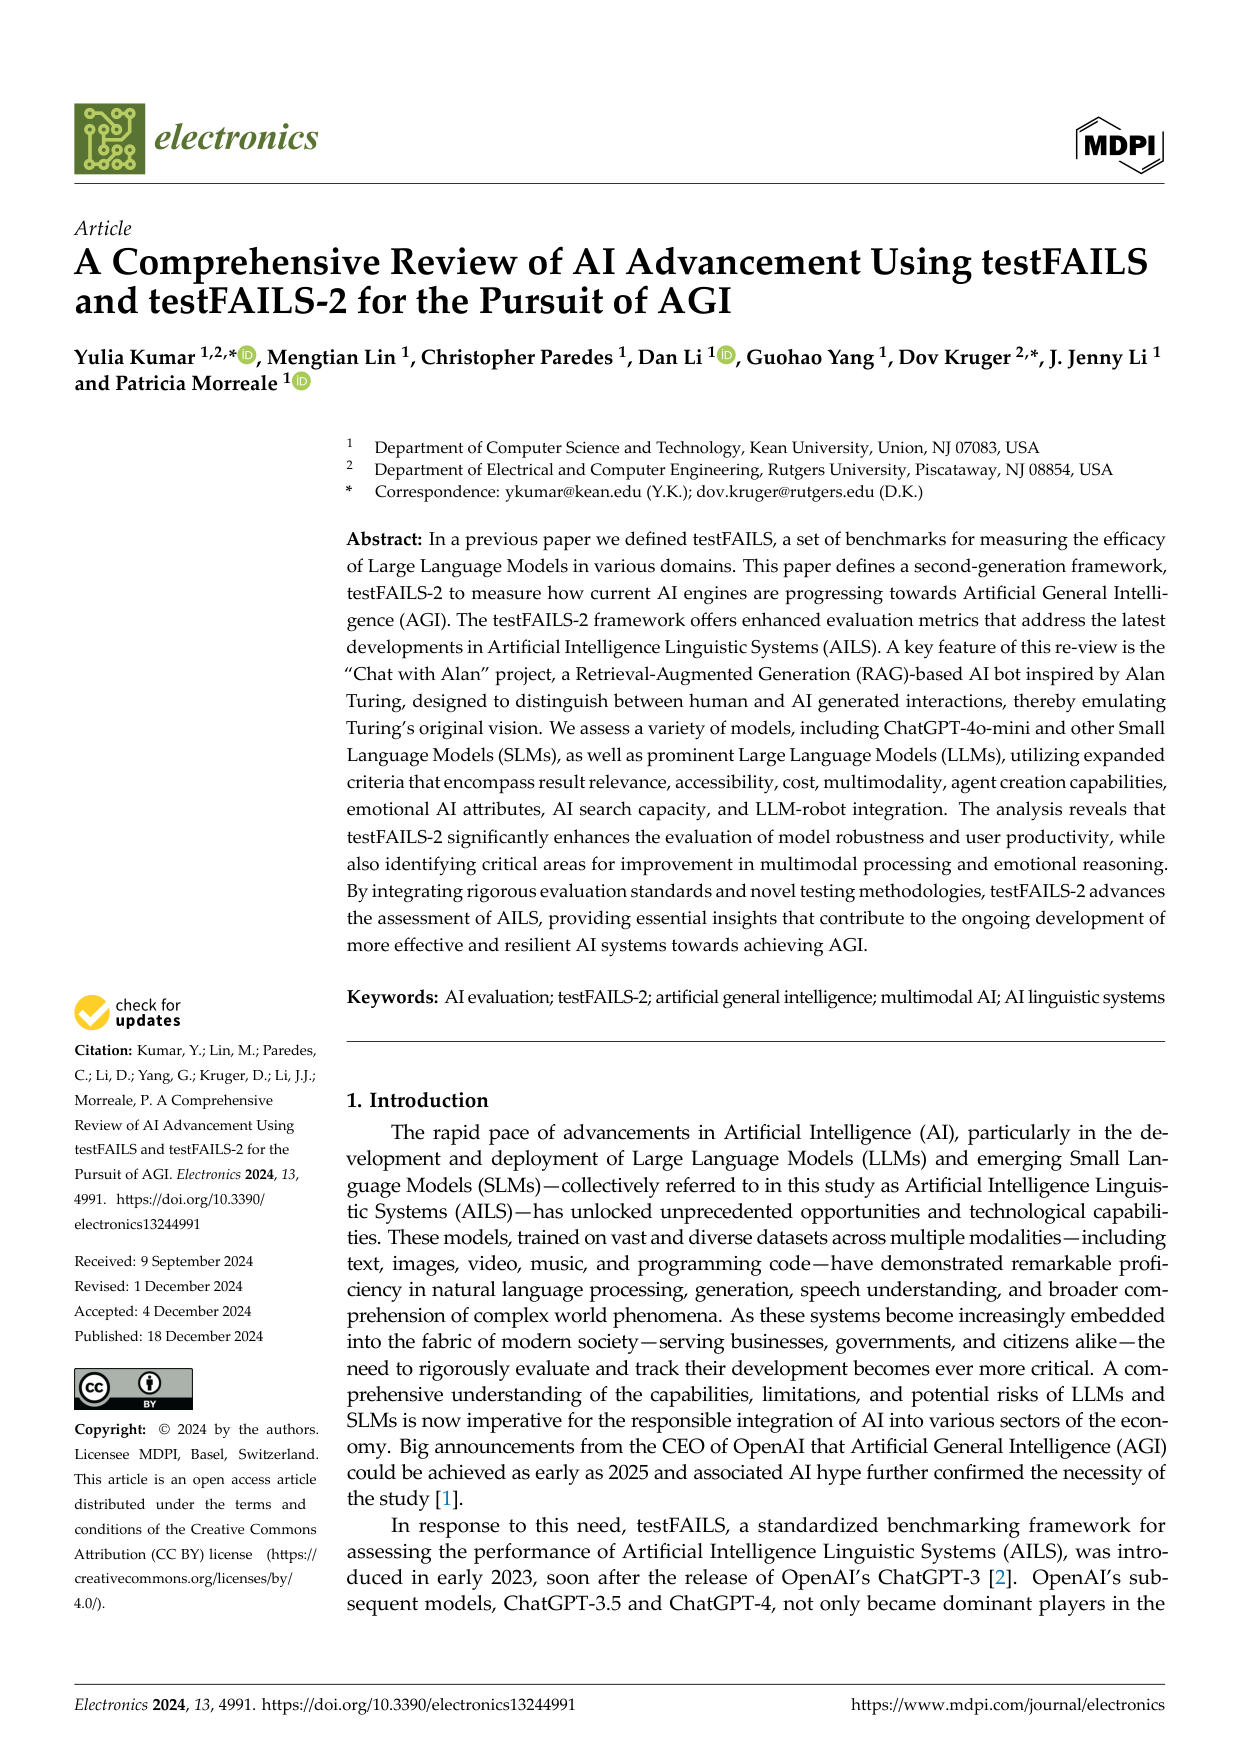 electronics
MDPI
Article
A Comprehensive Review of AI Advancement Using testFAILS
and testFAILS-2 for the Pursuit of AGI
Yulia Kumar 1,2,* iD, Mengtian Lin 1, Christopher Paredes 1, Dan Li 1 iD, Guohao Yang 1, Dov Kruger 2,*, J. Jenny Li 1
and Patricia Morreale 1 iD
1 Department of Computer Science and Technology, Kean University, Union, NJ 07083, USA
2 Department of Electrical and Computer Engineering, Rutgers University, Piscataway, NJ 08854, USA
* Correspondence: ykumar@kean.edu (Y.K.); dov.kruger@rutgers.edu (D.K.)
Abstract: In a previous paper we defined testFAILS, a set of benchmarks for measuring the efficacy
of Large Language Models in various domains. This paper defines a second-generation framework,
testFAILS-2 to measure how current AI engines are progressing towards Artificial General Intelli-
gence (AGI). The testFAILS-2 framework offers enhanced evaluation metrics that address the latest
developments in Artificial Intelligence Linguistic Systems (AILS). A key feature of this re-view is the
“Chat with Alan” project, a Retrieval-Augmented Generation (RAG)-based AI bot inspired by Alan
Turing, designed to distinguish between human and AI generated interactions, thereby emulating
Turing’s original vision. We assess a variety of models, including ChatGPT-4o-mini and other Small
Language Models (SLMs), as well as prominent Large Language Models (LLMs), utilizing expanded
criteria that encompass result relevance, accessibility, cost, multimodality, agent creation capabilities,
emotional AI attributes, AI search capacity, and LLM-robot integration. The analysis reveals that
testFAILS-2 significantly enhances the evaluation of model robustness and user productivity, while
also identifying critical areas for improvement in multimodal processing and emotional reasoning.
By integrating rigorous evaluation standards and novel testing methodologies, testFAILS-2 advances
the assessment of AILS, providing essential insights that contribute to the ongoing development of
more effective and resilient AI systems towards achieving AGI.
Keywords: AI evaluation; testFAILS-2; artificial general intelligence; multimodal AI; AI linguistic systems
check for
updates
Citation: Kumar, Y.; Lin, M.; Paredes,
C.; Li, D.; Yang, G.; Kruger, D.; Li, J.J.;
Morreale, P. A Comprehensive
Review of AI Advancement Using
testFAILS and testFAILS-2 for the
Pursuit of AGI. Electronics 2024, 13,
4991. https://doi.org/10.3390/
electronics13244991
Received: 9 September 2024
Revised: 1 December 2024
Accepted: 4 December 2024
Published: 18 December 2024
cc BY
Copyright: © 2024 by the authors.
Licensee MDPI, Basel, Switzerland.
This article is an open access article
distributed under the terms and
conditions of the Creative Commons
Attribution (CC BY) license (https://
creativecommons.org/licenses/by/
4.0/).
1. Introduction
The rapid pace of advancements in Artificial Intelligence (AI), particularly in the de-
velopment and deployment of Large Language Models (LLMs) and emerging Small Lan-
guage Models (SLMs)—collectively referred to in this study as Artificial Intelligence Linguis-
tic Systems (AILS)—has unlocked unprecedented opportunities and technological capabili-
ties. These models, trained on vast and diverse datasets across multiple modalities—including
text, images, video, music, and programming code—have demonstrated remarkable profi-
ciency in natural language processing, generation, speech understanding, and broader com-
prehension of complex world phenomena. As these systems become increasingly embedded
into the fabric of modern society—serving businesses, governments, and citizens alike—the
need to rigorously evaluate and track their development becomes ever more critical. A com-
prehensive understanding of the capabilities, limitations, and potential risks of LLMs and
SLMs is now imperative for the responsible integration of AI into various sectors of the econ-
omy. Big announcements from the CEO of OpenAI that Artificial General Intelligence (AGI)
could be achieved as early as 2025 and associated AI hype further confirmed the necessity of
the study [1].
In response to this need, testFAILS, a standardized benchmarking framework for
assessing the performance of Artificial Intelligence Linguistic Systems (AILS), was intro-
duced in early 2023, soon after the release of OpenAI’s ChatGPT-3 [2]. OpenAI’s sub-
sequent models, ChatGPT-3.5 and ChatGPT-4, not only became dominant players in the
Electronics 2024, 13, 4991. https://doi.org/10.3390/electronics13244991
https://www.mdpi.com/journal/electronics